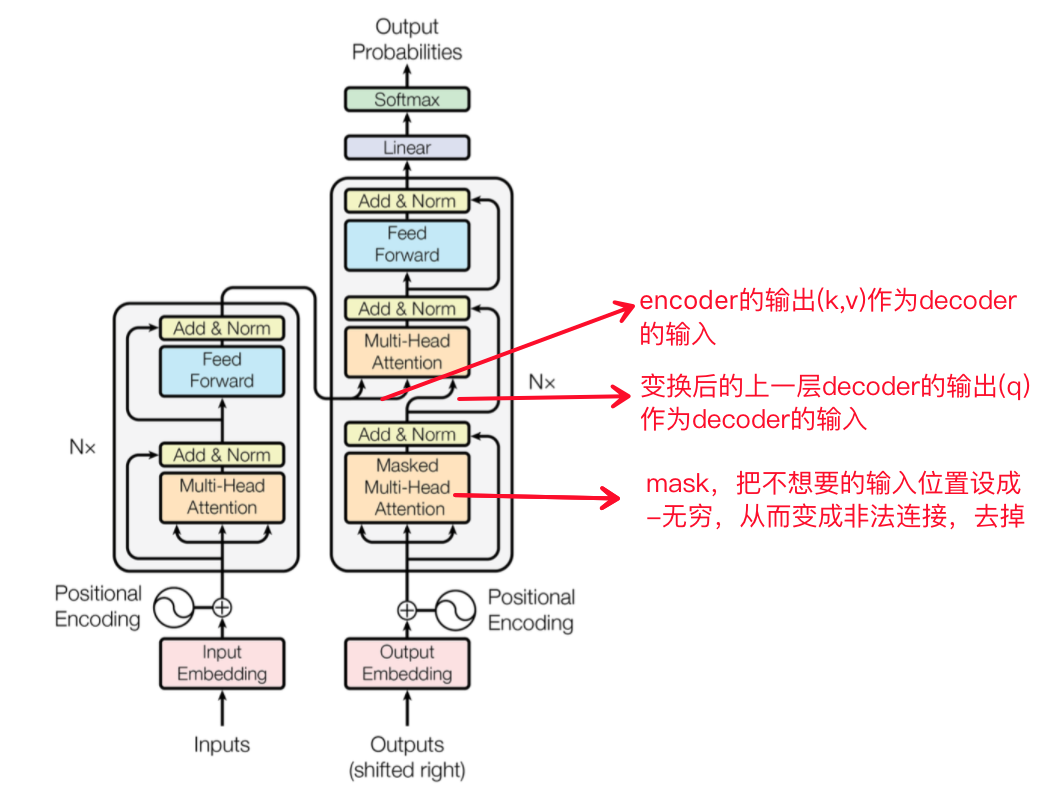 Output
Probabilities
Softmax
Linear
Add & Norm
Feed
Forward
Add & Norm
Multi-Head
Attention
Add & Norm
Masked
Multi-Head
Attention
N×
Positional
Encoding
Output
Embedding
Outputs
(shifted right)
Add & Norm
Feed
Forward
N×
Add & Norm
Multi-Head
Attention
Positional
Encoding
Input
Embedding
Inputs
encoder的输出(k,v)作为decoder
的输入
变换后的上一层decoder的输出(q)
作为decoder的输入
mask，把不想要的输入位置设成
-无穷，从而变成非法连接，去掉